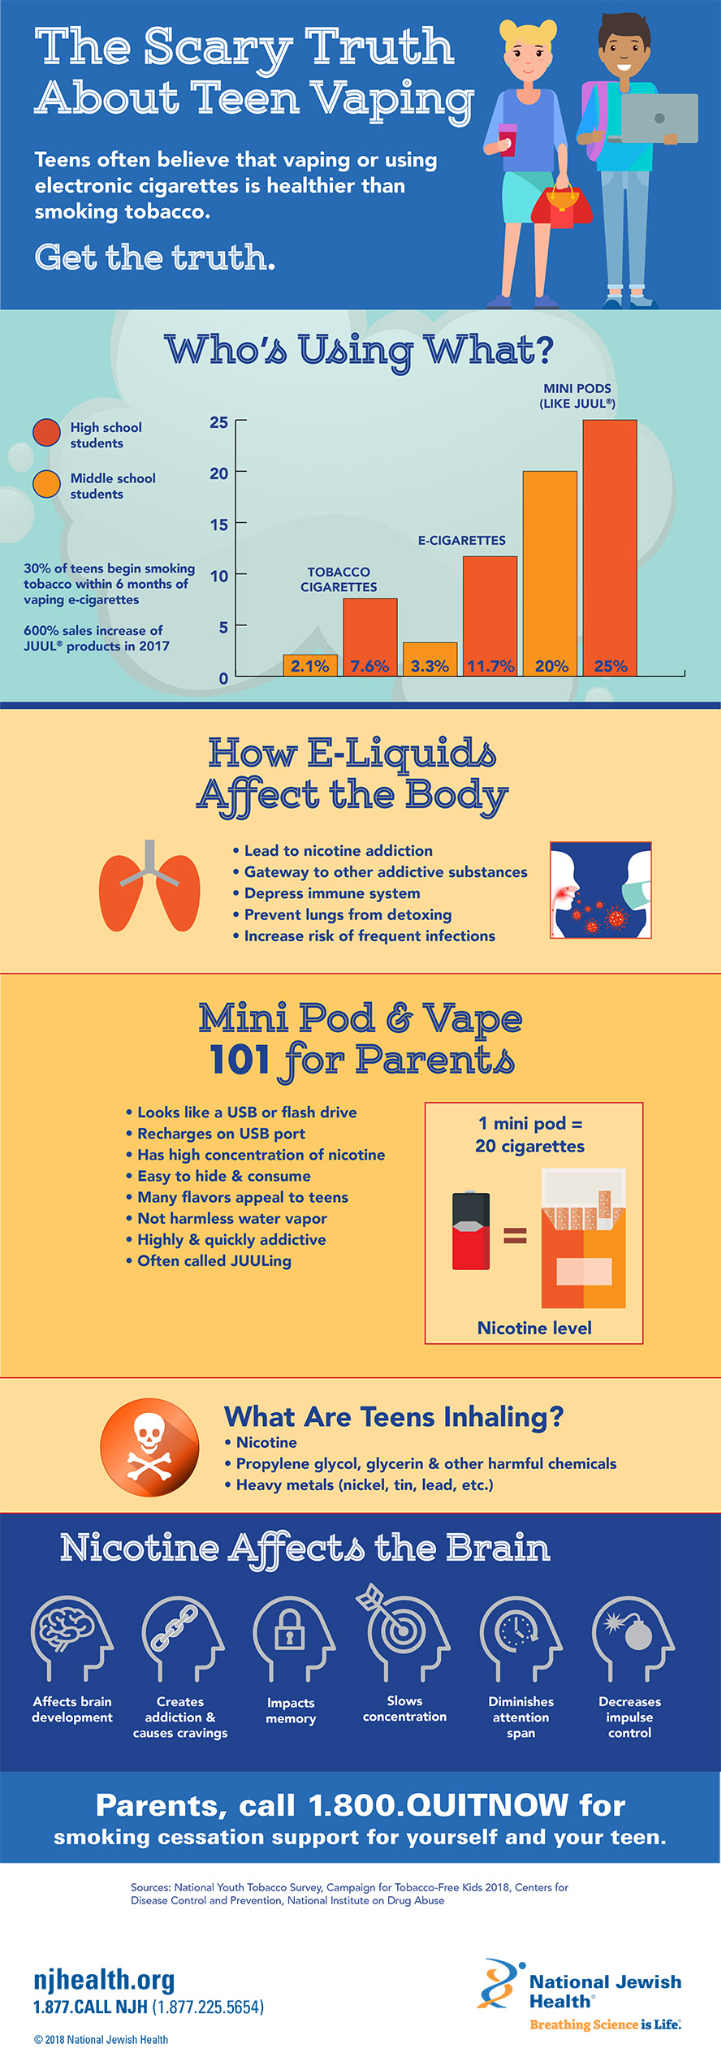 The Scary Truth
About Teen Vaping
Teens often believe that vaping or using
electronic cigarettes is healthier than
smoking tobacco.
Get the truth.
Who's Using What?
High school
students
Middle school
students
30% of teens begin smoking
tobacco within 6 months of
vaping e-cigarettes
600% sales increase of
JUUL® products in 2017
25
20
15
10
5
0
TOBACCO
CIGARETTES
E-CIGARETTES
MINI PODS
(LIKE JUUL®)
2.1% 7.6% 3.3% 11.7% 20% 25%
How E-Liquids
Affect the Body
• Lead to nicotine addiction
• Gateway to other addictive substances
• Depress immune system
• Prevent lungs from detoxing
• Increase risk of frequent infections
Mini Pod & Vape
101 for Parents
• Looks like a USB or flash drive
• Recharges on USB port
• Has high concentration of nicotine
• Easy to hide & consume
• Many flavors appeal to teens
• Not harmless water vapor
• Highly & quickly addictive
• Often called JUULing
1 mini pod =
20 cigarettes
=
Nicotine level
What Are Teens Inhaling?
• Nicotine
• Propylene glycol, glycerin & other harmful chemicals
• Heavy metals (nickel, tin, lead, etc.)
Nicotine Affects the Brain
Affects brain
development
Creates
addiction &
causes cravings
Impacts
memory
Slows
concentration
Diminishes
attention
span
Decreases
impulse
control
Parents, call 1.800.QUITNOW for
smoking cessation support for yourself and your teen.
Sources: National Youth Tobacco Survey, Campaign for Tobacco-Free Kids 2018, Centers for
Disease Control and Prevention, National Institute on Drug Abuse
njhealth.org
1.877.CALL NJH (1.877.225.5654)
© 2018 National Jewish Health
National Jewish
Health®
Breathing Science is Life.®